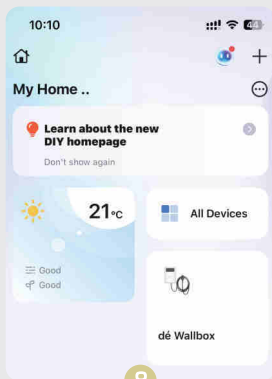 10:10
44
My Home ..
Learn about the new
DIY homepage
Don't show again
21°C
All Devices
Good
Good
dé Wallbox